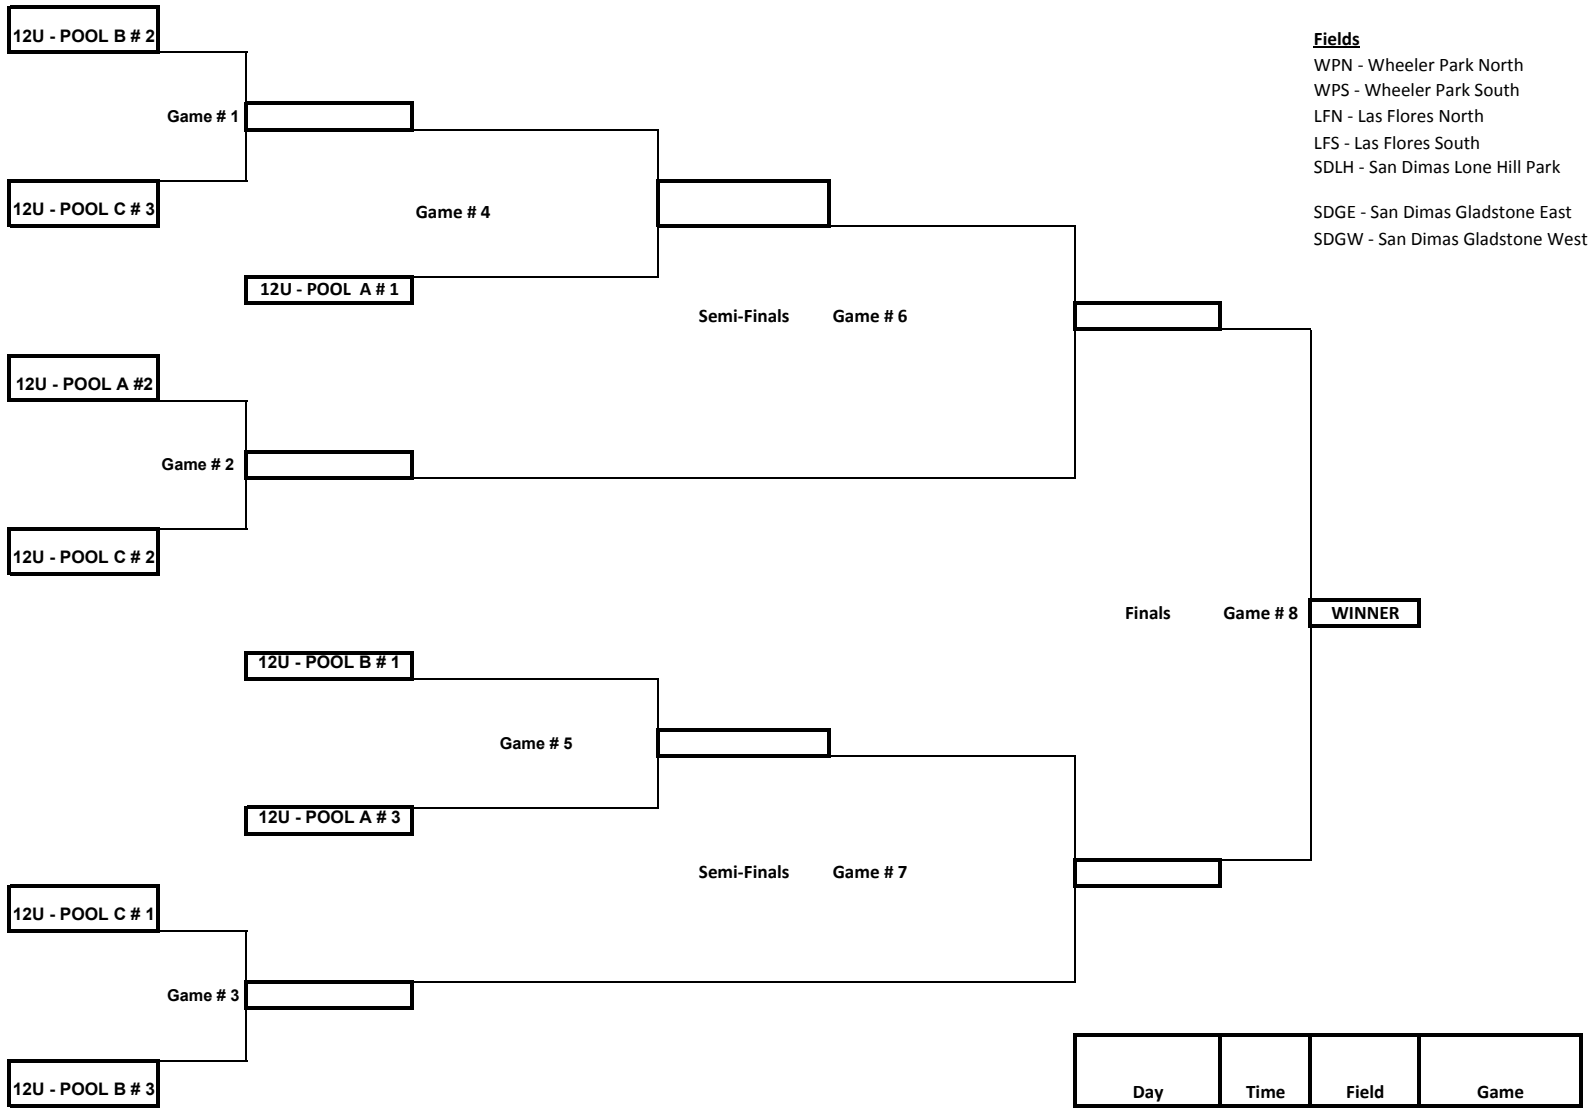 12U - POOL B # 2
Fields
WPN - Wheeler Park North
WPS - Wheeler Park South
Game # 1
LFN - Las Flores North
LFS - Las Flores South
SDLH - San Dimas Lone Hill Park
12U - POOL C # 3
Game # 4
SDGE - San Dimas Gladstone East
SDGW - San Dimas Gladstone West
12U - POOL  A # 1
Semi-Finals Game # 6
12U - POOL A #2
Game # 2
12U - POOL C # 2
Finals Game # 8 WINNER
12U - POOL B # 1
Game # 5
12U - POOL A # 3
Semi-Finals Game # 7
12U - POOL C # 1
Game # 3
12U - POOL B # 3
Day Time Field Game